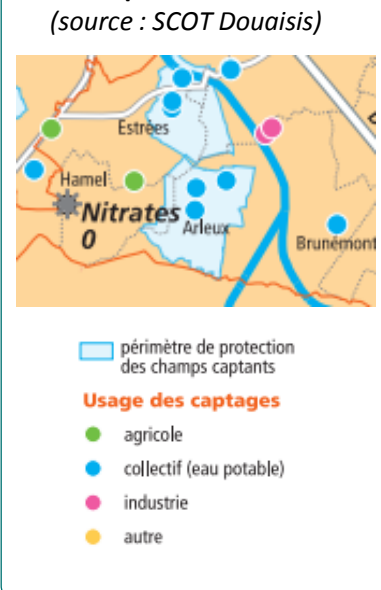 (source : SCOT Douaisis)
Estrées
Hamel
Nitrates
0
Arleux
Brunémont
périmètre de protection
des champs captants
Usage des captages
agricole
collectif (eau potable)
industrie
autre